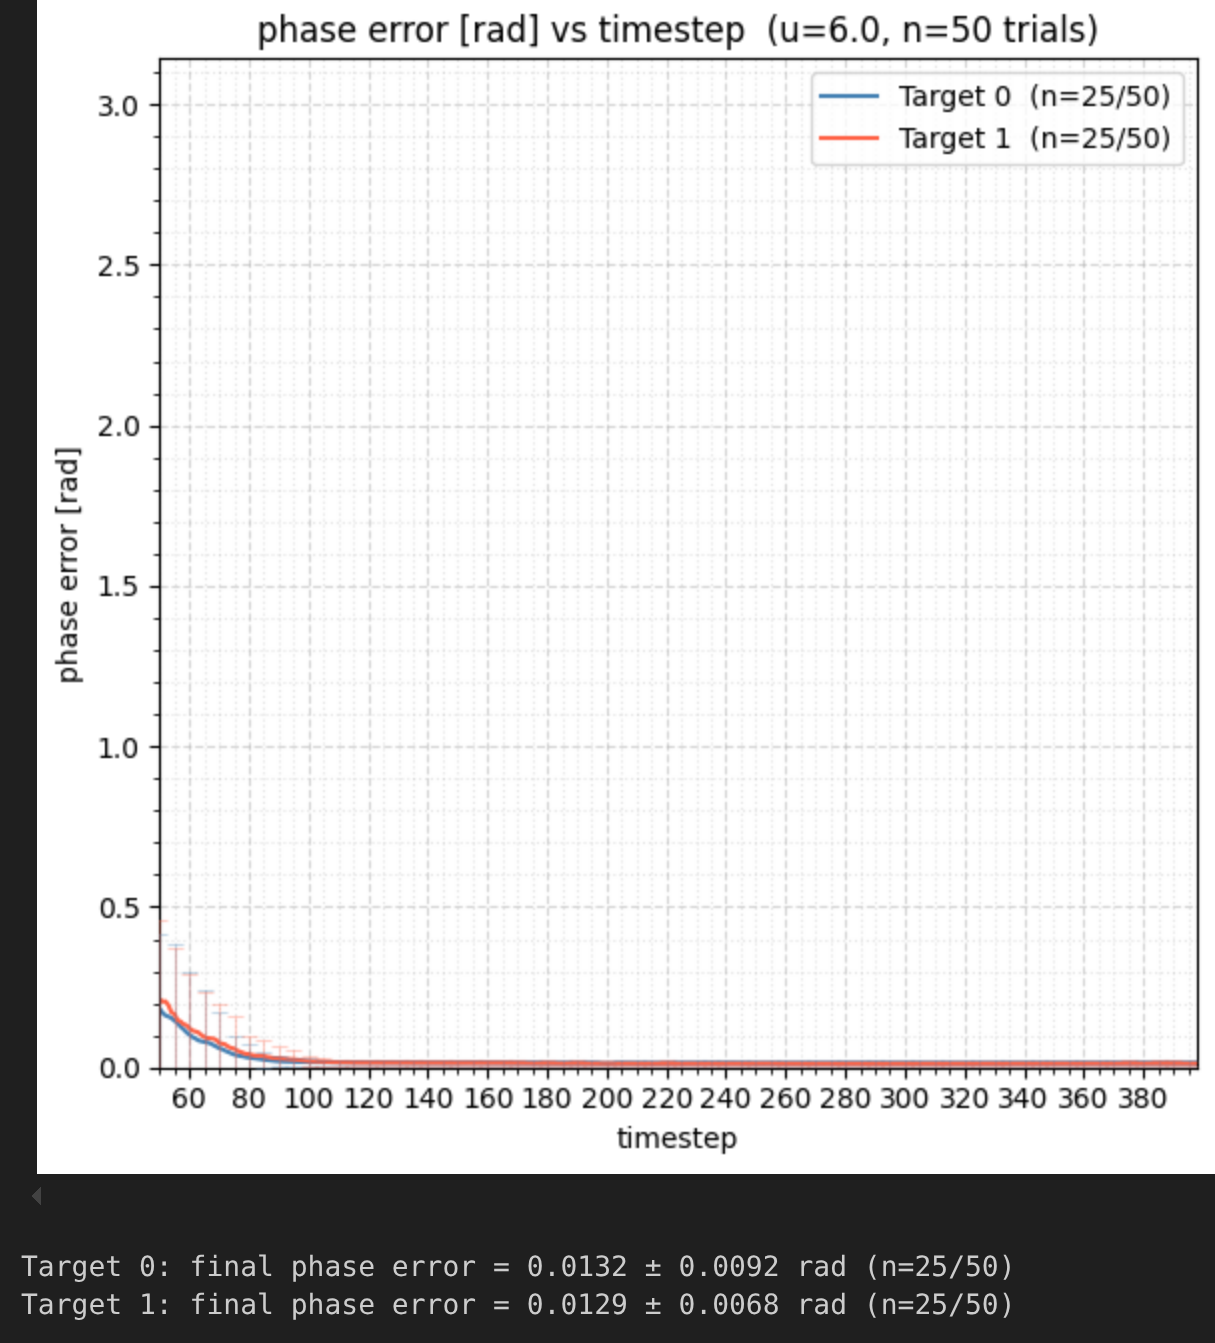 phase error [rad] vs timestep (u=6.0, n=50 trials)
Target 0 (n=25/50)
Target 1 (n=25/50)
3.0
2.5
2.0
1.5
1.0
0.5
0.0
phase error [rad]
60 80 100 120 140 160 180 200 220 240 260 280 300 320 340 360 380
timestep
Target 0: final phase error = 0.0132 ± 0.0092 rad (n=25/50)
Target 1: final phase error = 0.0129 ± 0.0068 rad (n=25/50)